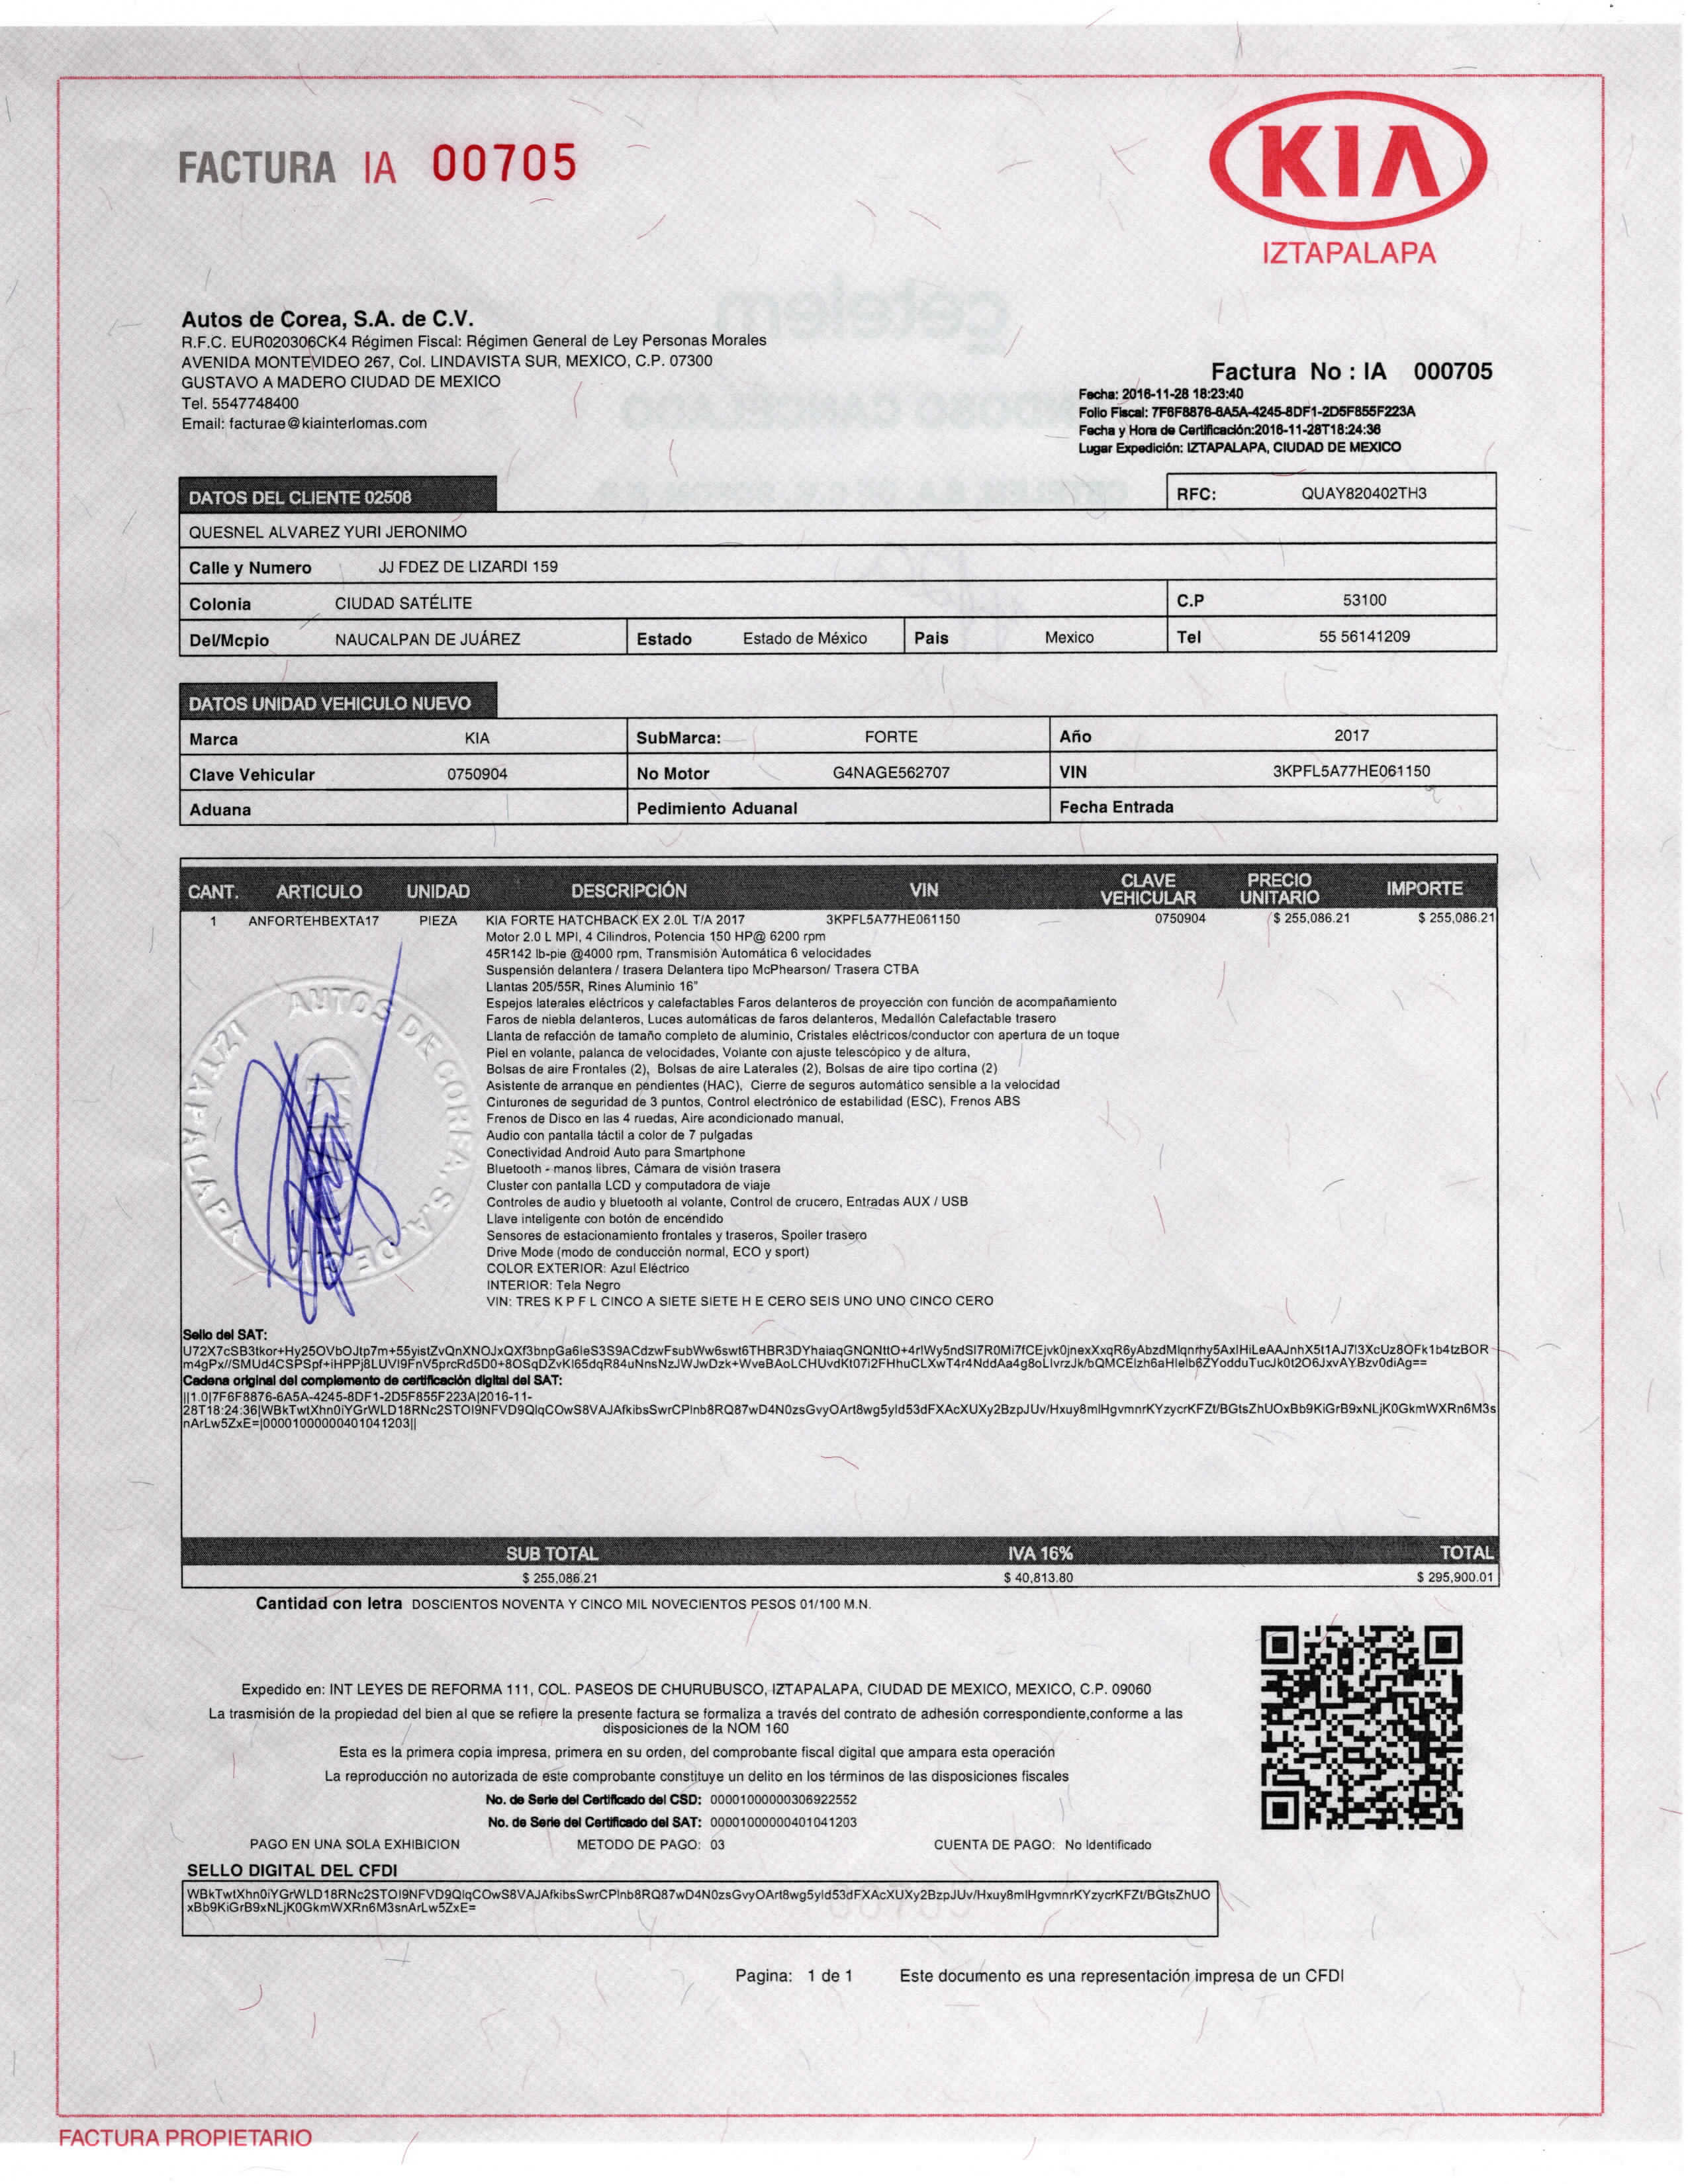 FACTURA IA 00705
KIA
IZTAPALAPA
Autos de Corea, S.A. de C.V.
R.F.C. EUR020306CK4 Régimen Fiscal: Régimen General de Ley Personas Morales
AVENIDA MONTEVIDEO 267, Col. LINDAVISTA SUR, MEXICO, C.P. 07300
GUSTAVO A MADERO CIUDAD DE MEXICO
Tel. 5547748400
Email: facturae@kiainterlomas.com
Factura No : IA 000705
Fecha: 2016-11-28 18:23:40
Folio Fiscal: 7F6F8876-6A5A-4245-8DF1-2D5F855F223A
Fecha y Hora de Certificación:2016-11-28T18:24:36
Lugar Expedición: IZTAPALAPA, CIUDAD DE MEXICO
DATOS DEL CLIENTE 02508 RFC: QUAY820402TH3
QUESNEL ALVAREZ YURI JERONIMO
Calle y Numero JJ FDEZ DE LIZARDI 159
Colonia CIUDAD SATÉLITE C.P 53100
Del/Mcpio NAUCALPAN DE JUÁREZ Estado Estado de México Pais Mexico Tel 55 56141209
DATOS UNIDAD VEHICULO NUEVO
Marca KIA SubMarca: FORTE Año 2017
Clave Vehicular 0750904 No Motor G4NAGE562707 VIN 3KPFL5A77HE061150
Aduana Pedimiento Aduanal Fecha Entrada
CANT. ARTICULO UNIDAD DESCRIPCIÓN VIN CLAVE VEHICULAR PRECIO UNITARIO IMPORTE
1 ANFORTEHBEXTA17 PIEZA KIA FORTE HATCHBACK EX 2.0L T/A 2017 3KPFL5A77HE061150 0750904 $ 255,086.21 $ 255,086.21
Motor 2.0 L MPI, 4 Cilindros, Potencia 150 HP@ 6200 rpm
45R142 lb-pie @4000 rpm, Transmisión Automática 6 velocidades
Suspensión delantera / trasera Delantera tipo McPhearson/ Trasera CTBA
Llantas 205/55R, Rines Aluminio 16"
Espejos laterales eléctricos y calefactables Faros delanteros de proyección con función de acompañamiento
Faros de niebla delanteros, Luces automáticas de faros delanteros, Medallón Calefactable trasero
Llanta de refacción de tamaño completo de aluminio, Cristales eléctricos/conductor con apertura de un toque
Piel en volante, palanca de velocidades, Volante con ajuste telescópico y de altura,
Bolsas de aire Frontales (2), Bolsas de aire Laterales (2), Bolsas de aire tipo cortina (2)
Asistente de arranque en pendientes (HAC), Cierre de seguros automático sensible a la velocidad
Cinturones de seguridad de 3 puntos, Control electrónico de estabilidad (ESC), Frenos ABS
Frenos de Disco en las 4 ruedas, Aire acondicionado manual,
Audio con pantalla táctil a color de 7 pulgadas
Conectividad Android Auto para Smartphone
Bluetooth - manos libres, Cámara de visión trasera
Cluster con pantalla LCD y computadora de viaje
Controles de audio y bluetooth al volante, Control de crucero, Entradas AUX / USB
Llave inteligente con botón de encendido
Sensores de estacionamiento frontales y traseros, Spoiler trasero
Drive Mode (modo de conducción normal, ECO y sport)
COLOR EXTERIOR: Azul Eléctrico
INTERIOR: Tela Negro
VIN: TRES K P F L CINCO A SIETE SIETE H E CERO SEIS UNO UNO CINCO CERO
AUTOS DE COREA, S.A. DE C.V.
IZTAPALAPA
Sello del SAT:
Cadena original del complemento de certificación digital del SAT:
||1.0|7F6F8876-6A5A-4245-8DF1-2D5F855F223A|2016-11-
nArLw5ZxE=|00001000000401041203||
SUB TOTAL IVA 16% TOTAL
$ 255,086.21 $ 40,813.80 $ 295,900.01
Cantidad con letra DOSCIENTOS NOVENTA Y CINCO MIL NOVECIENTOS PESOS 01/100 M.N.
Expedido en: INT LEYES DE REFORMA 111, COL. PASEOS DE CHURUBUSCO, IZTAPALAPA, CIUDAD DE MEXICO, MEXICO, C.P. 09060
La trasmisión de la propiedad del bien al que se refiere la presente factura se formaliza a través del contrato de adhesión correspondiente,conforme a las
disposiciones de la NOM 160
Esta es la primera copia impresa, primera en su orden, del comprobante fiscal digital que ampara esta operación
La reproducción no autorizada de este comprobante constituye un delito en los términos de las disposiciones fiscales
No. de Serie del Certificado del CSD: 00001000000306922552
No. de Serie del Certificado del SAT: 00001000000401041203
PAGO EN UNA SOLA EXHIBICION METODO DE PAGO: 03 CUENTA DE PAGO: No Identificado
SELLO DIGITAL DEL CFDI
xBb9KiGrB9xNLjK0GkmWXRn6M3snArLw5ZxE=
Pagina: 1 de 1 Este documento es una representación impresa de un CFDI
FACTURA PROPIETARIO